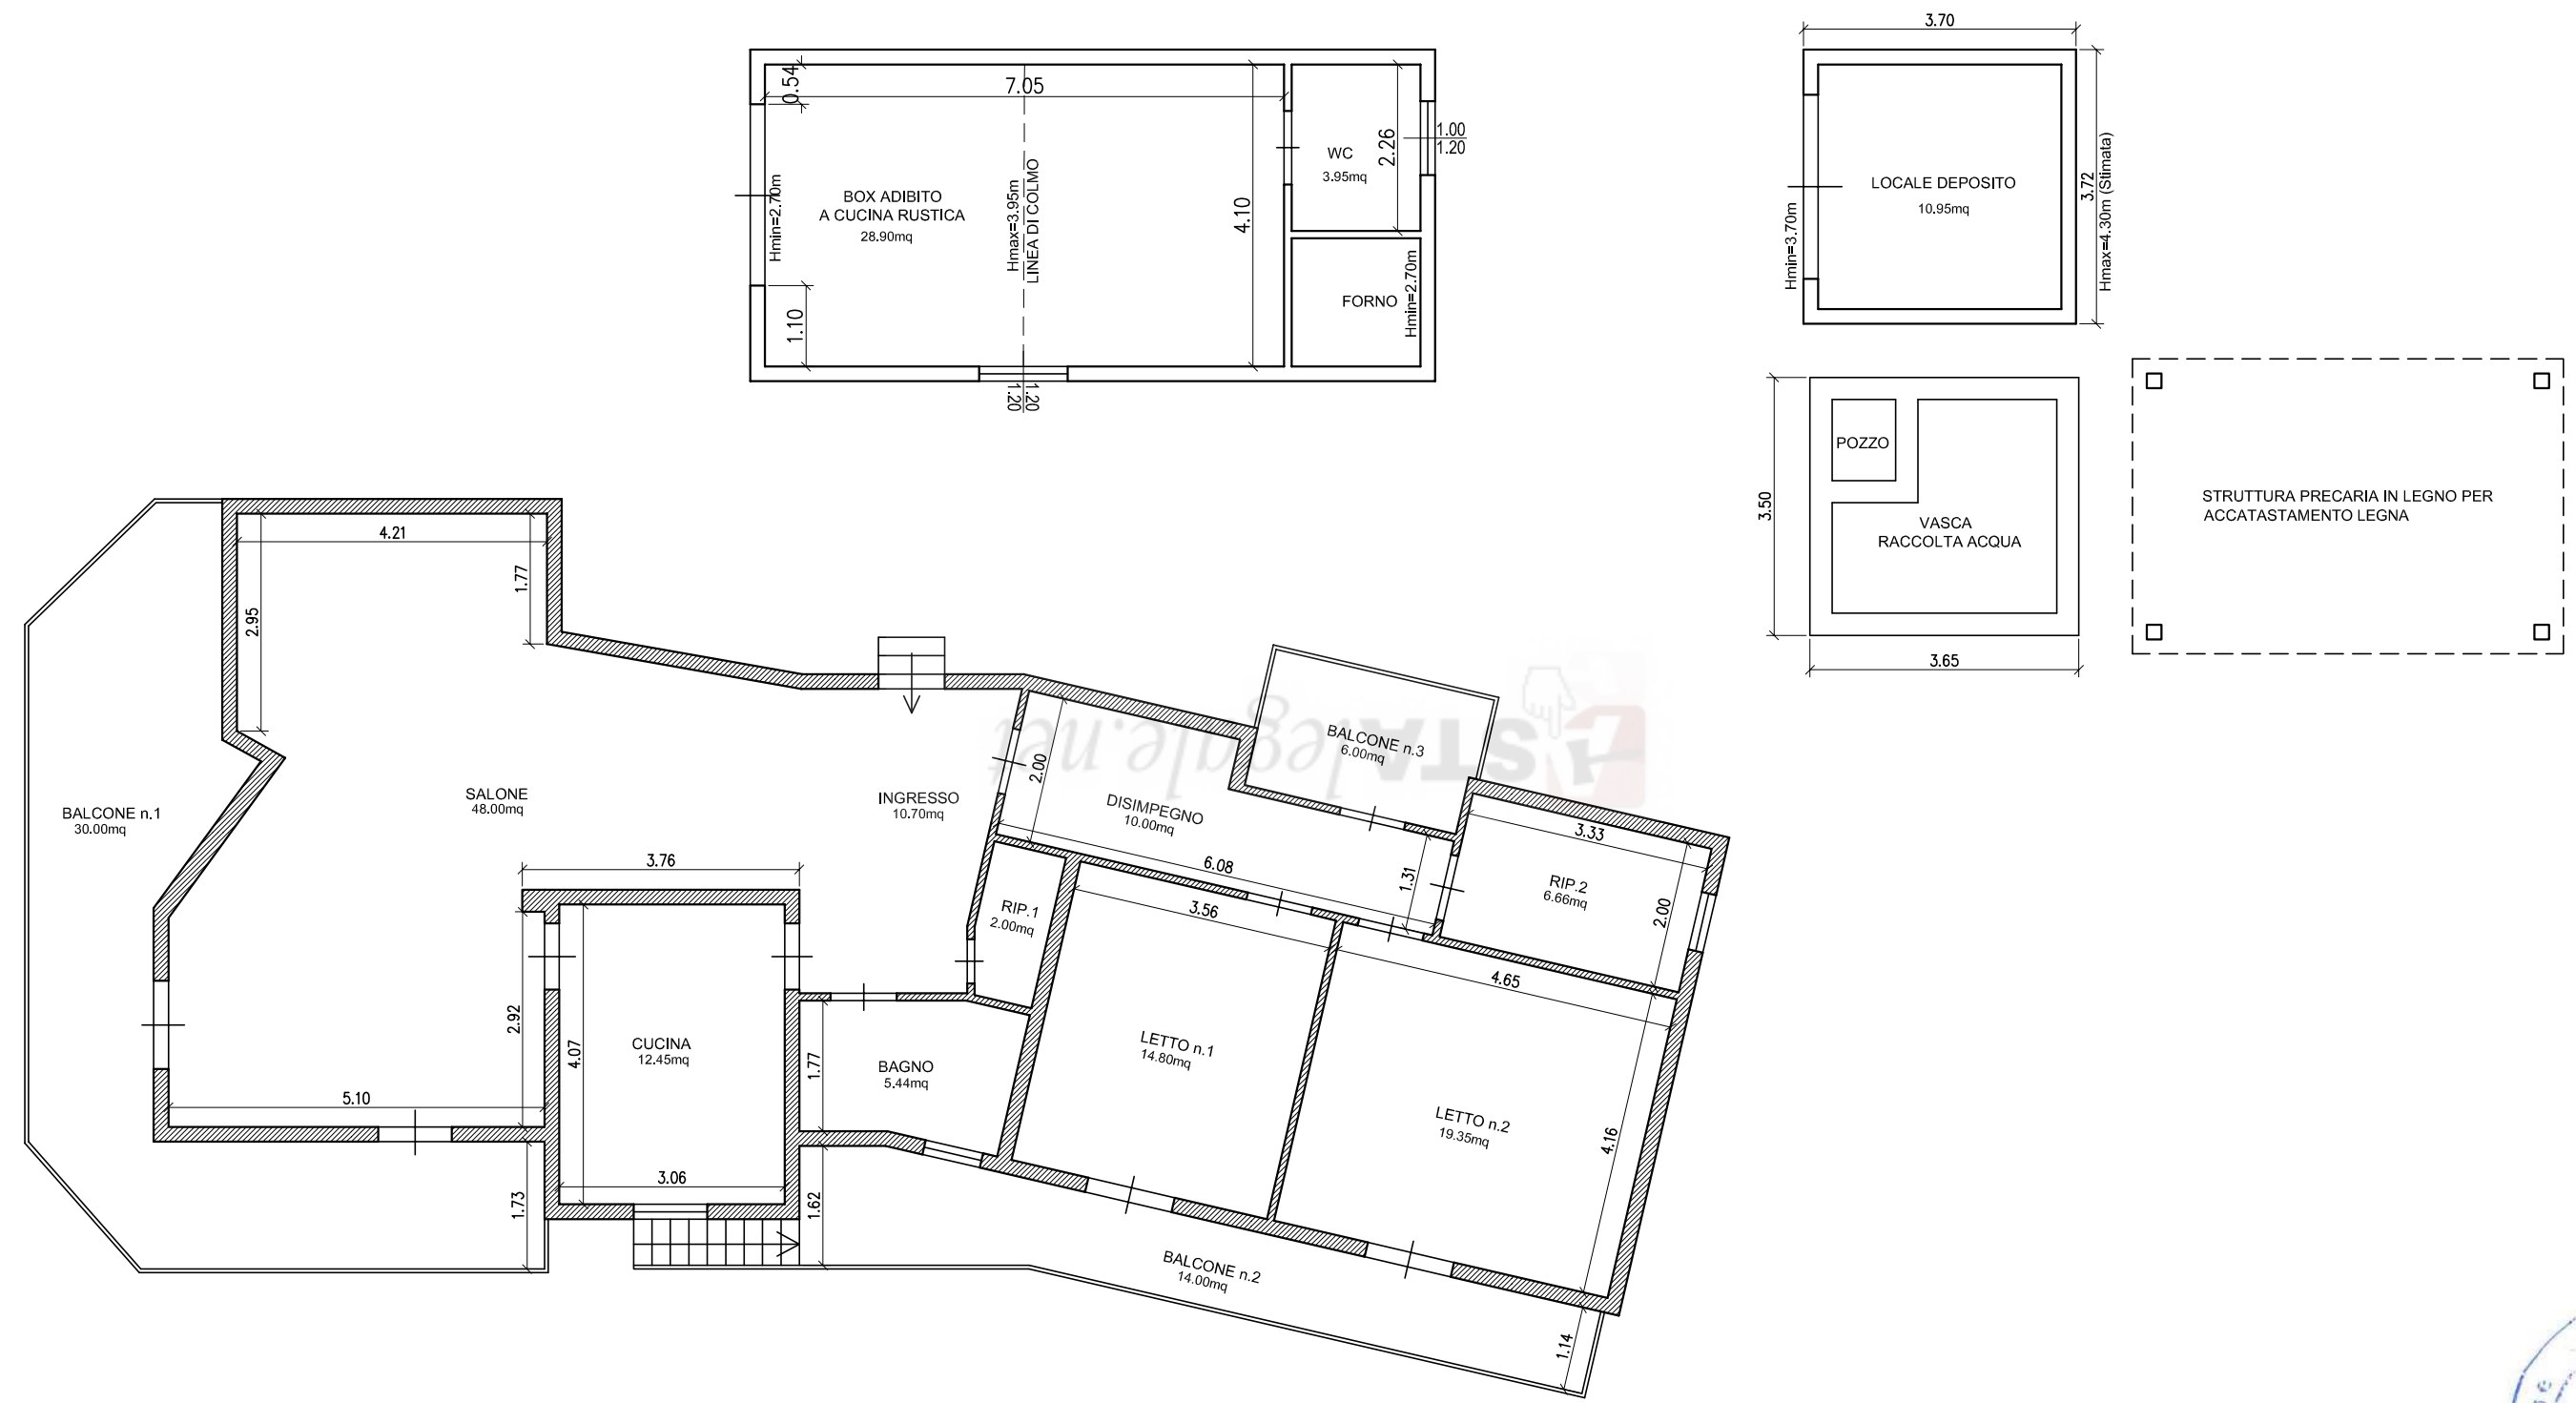 0.54
7.05
BOX ADIBITO
A CUCINA RUSTICA
28.90mq
Hmin=2.70m
1.10
Hmax=3.95m
LINEA DI COLMO
4.10
1.20
1.20
WC
3.95mq
2.26
1.00
1.20
FORNO
Hmin=2.70m
3.70
LOCALE DEPOSITO
10.95mq
Hmin=3.70m
3.72
Hmax=4.30m (Stimata)
POZZO
VASCA
RACCOLTA ACQUA
3.50
3.65
STRUTTURA PRECARIA IN LEGNO PER
ACCATASTAMENTO LEGNA
4.21
1.77
2.95
BALCONE n.1
30.00mq
SALONE
48.00mq
INGRESSO
10.70mq
2.00
DISIMPEGNO
10.00mq
6.08
1.31
BALCONE n.3
6.00mq
3.33
RIP.2
6.66mq
2.00
3.76
RIP.1
2.00mq
3.56
4.65
2.92
4.07
CUCINA
12.45mq
3.06
BAGNO
5.44mq
1.77
LETTO n.1
14.80mq
LETTO n.2
19.35mq
4.16
5.10
1.73
1.62
BALCONE n.2
14.00mq
1.14
ASTAlegale.net